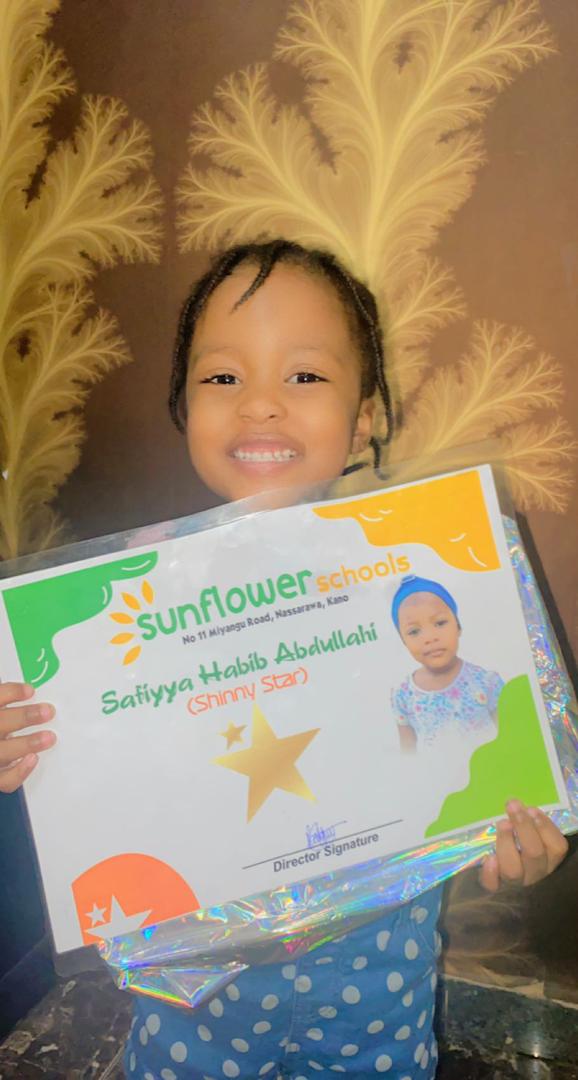 sunflower schools
No 11 Miyangu Road, Nassarawa, Kano
Safiyya Habib Abdullahi
(Shinny Star)
Director Signature